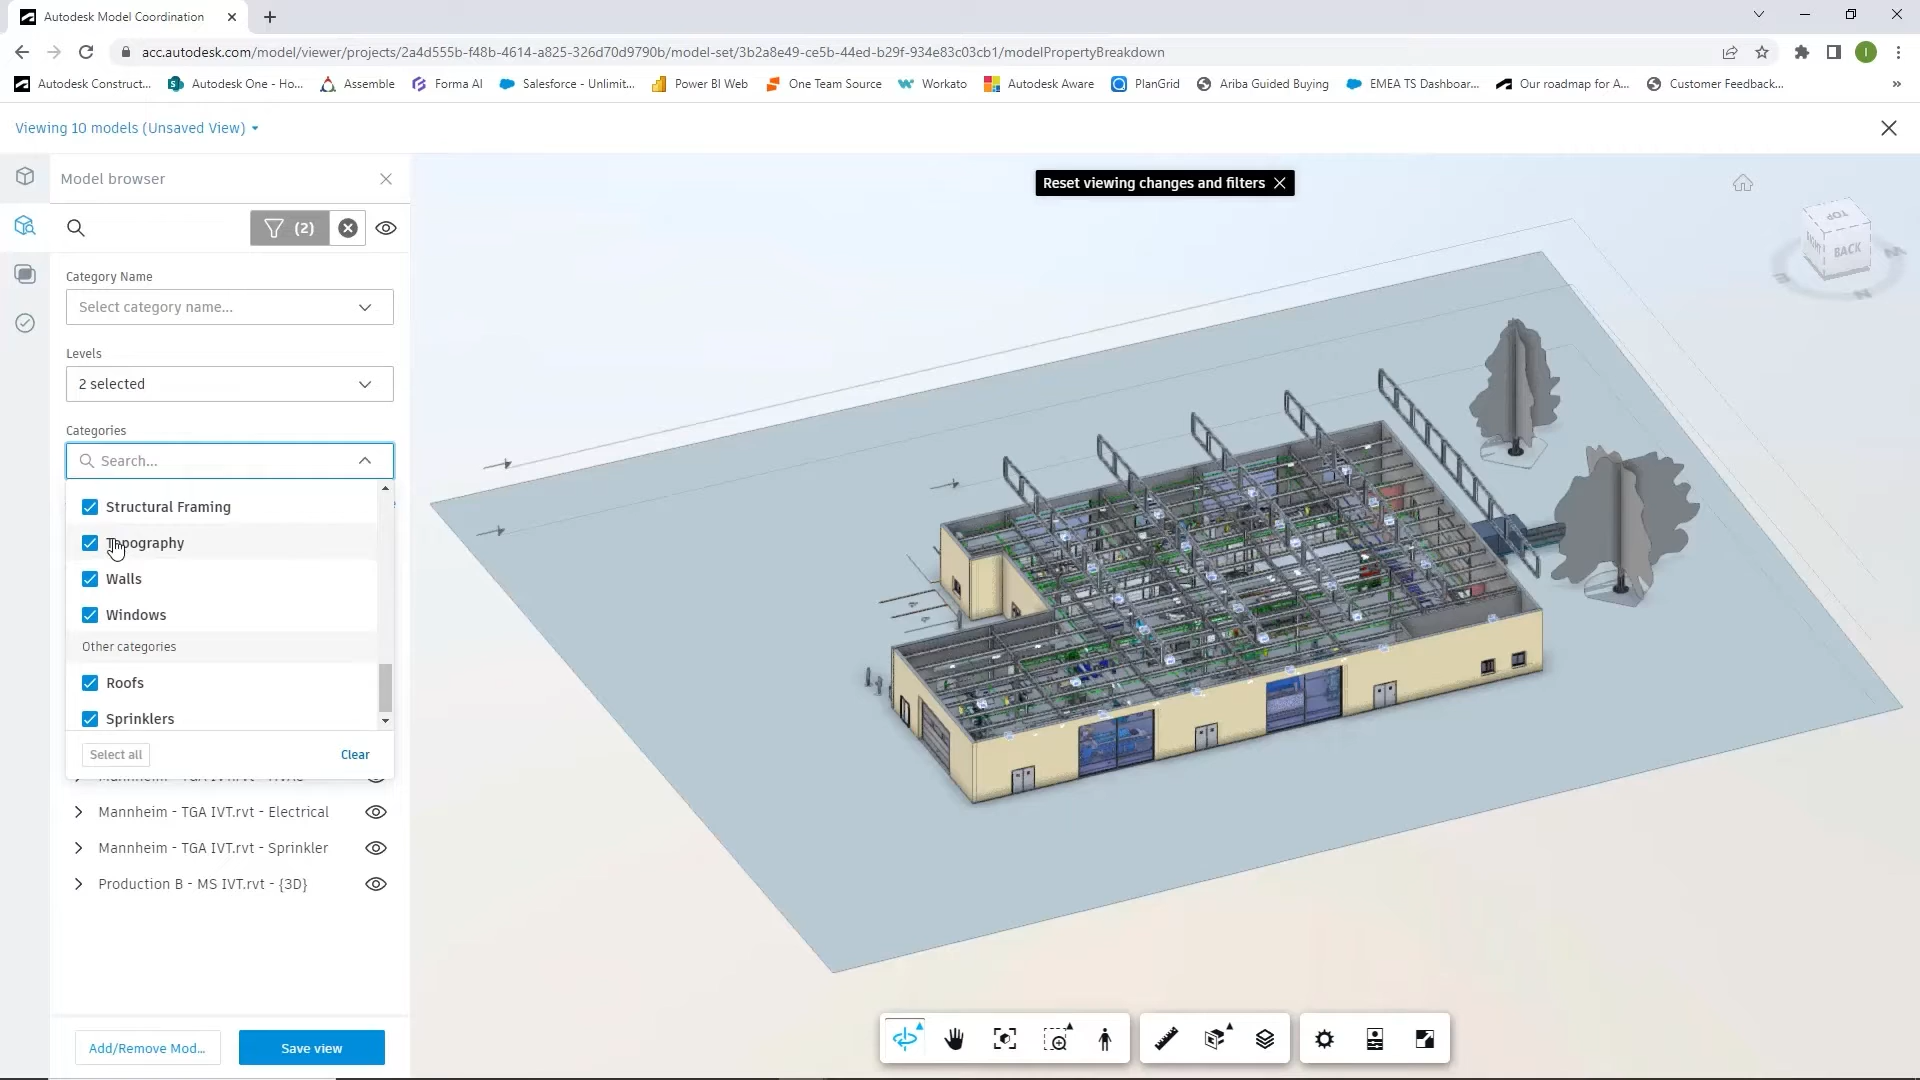 Autodesk Model Coordination
acc.autodesk.com/model/viewer/projects/2a4d555b-f48b-4614-a825-326d70d9790b/model-set/3b2a8e49-ce5b-44ed-b29f-934e83c03cb1/modelPropertyBreakdown
I
Autodesk Construct... Autodesk One - Ho... Assemble Forma AI Salesforce - Unlimit... Power BI Web One Team Source Workato Autodesk Aware PlanGrid Ariba Guided Buying EMEA TS Dashboar... Our roadmap for A... Customer Feedback...
Viewing 10 models (Unsaved View)
Model browser
Reset viewing changes and filters
(2)
TOP
BACK
Category Name
Select category name...
Levels
2 selected
Categories
Search...
Structural Framing
Topography
Walls
Windows
Other categories
Roofs
Sprinklers
Select all Clear
Mannheim - TGA IVT.rvt - Electrical
Mannheim - TGA IVT.rvt - Sprinkler
Production B - MS IVT.rvt - {3D}
Add/Remove Mod... Save view